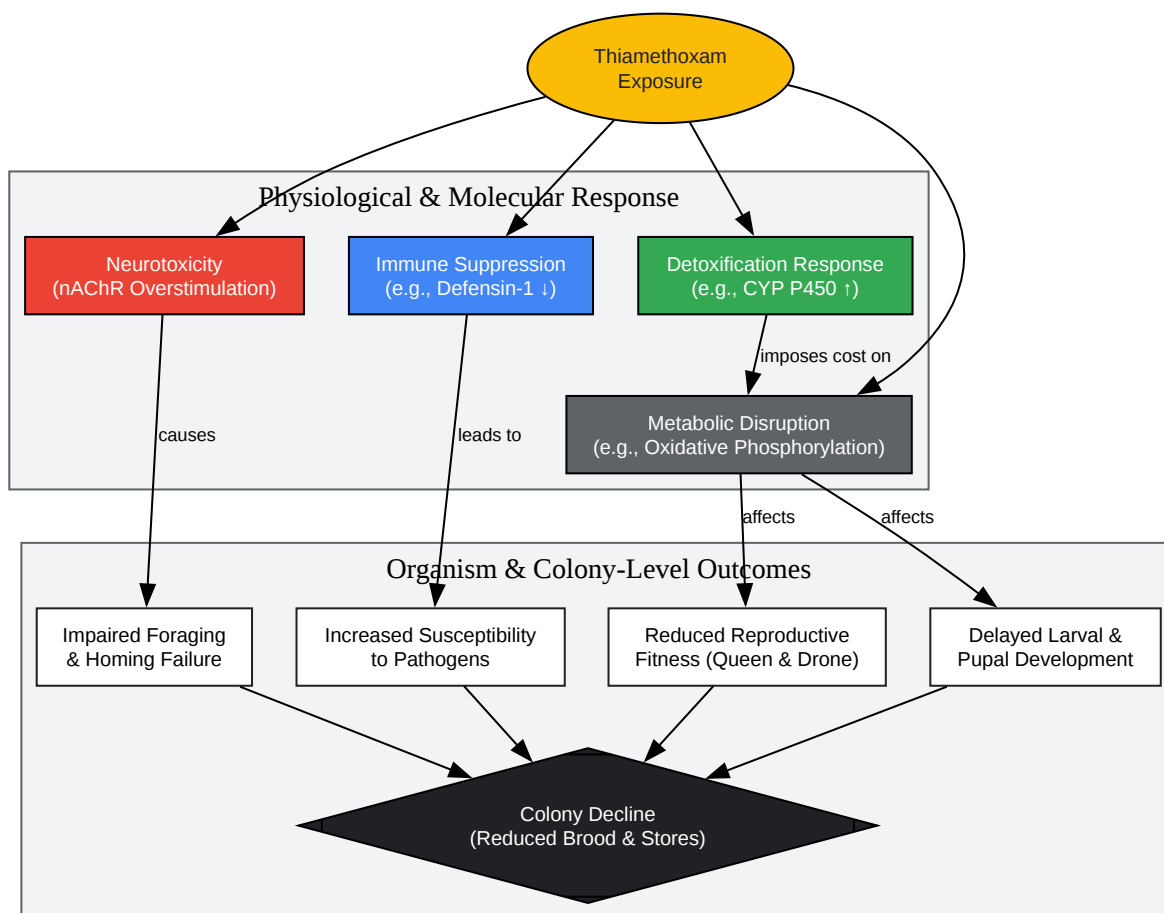 Thiamethoxam
Exposure
Physiological & Molecular Response
Neurotoxicity
(nAChR Overstimulation)
Immune Suppression
(e.g., Defensin-1 ↓)
Detoxification Response
(e.g., CYP P450 ↑)
imposes cost on
Metabolic Disruption
(e.g., Oxidative Phosphorylation)
causes
leads to
affects
affects
Organism & Colony-Level Outcomes
Impaired Foraging
& Homing Failure
Increased Susceptibility
to Pathogens
Reduced Reproductive
Fitness (Queen & Drone)
Delayed Larval &
Pupal Development
Colony Decline
(Reduced Brood & Stores)